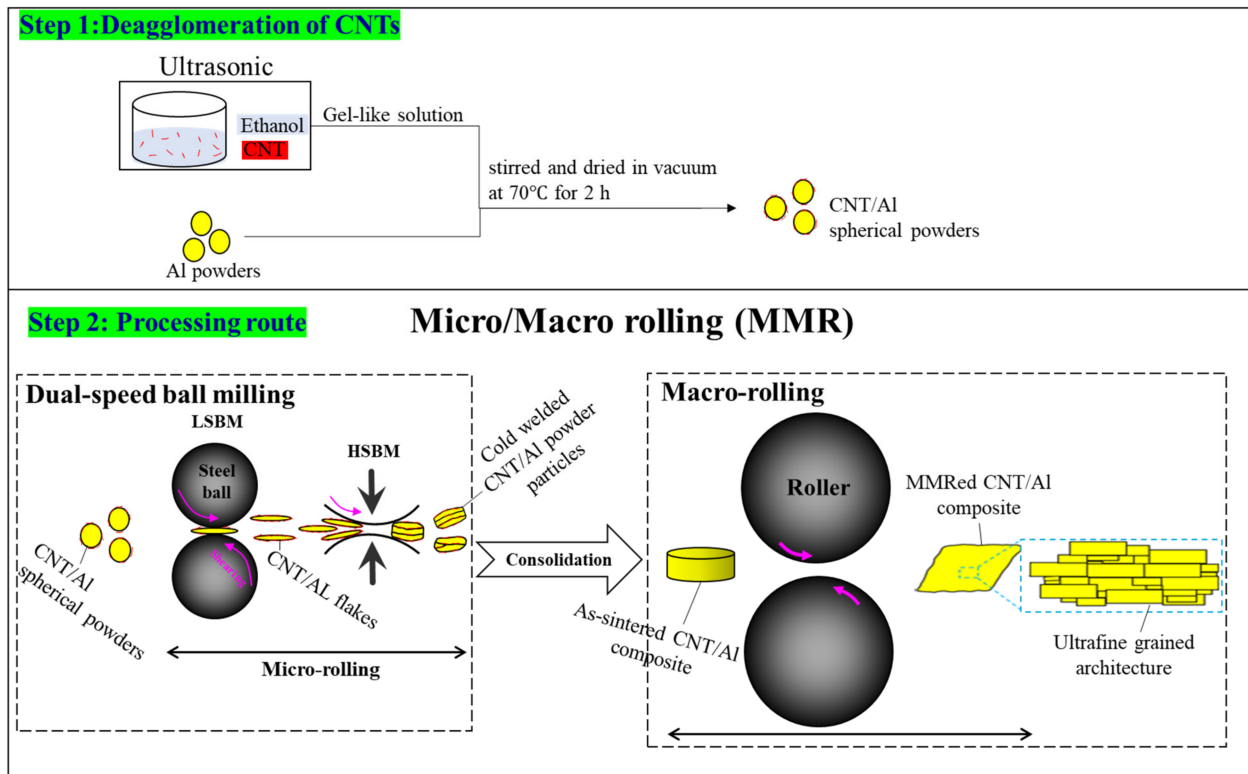 Step 1:Deagglomeration of CNTs
Ultrasonic
Ethanol
CNT
Gel-like solution
stirred and dried in vacuum
at 70℃ for 2 h
Al powders
CNT/Al
spherical powders
Step 2: Processing route
Micro/Macro rolling (MMR)
Dual-speed ball milling
LSBM
Steel
ball
Shearing
HSBM
Cold welded
CNT/Al powder
particles
CNT/Al
spherical powders
CNT/AL flakes
Micro-rolling
Consolidation
Macro-rolling
Roller
As-sintered CNT/Al
composite
MMRed CNT/Al
composite
Ultrafine grained
architecture